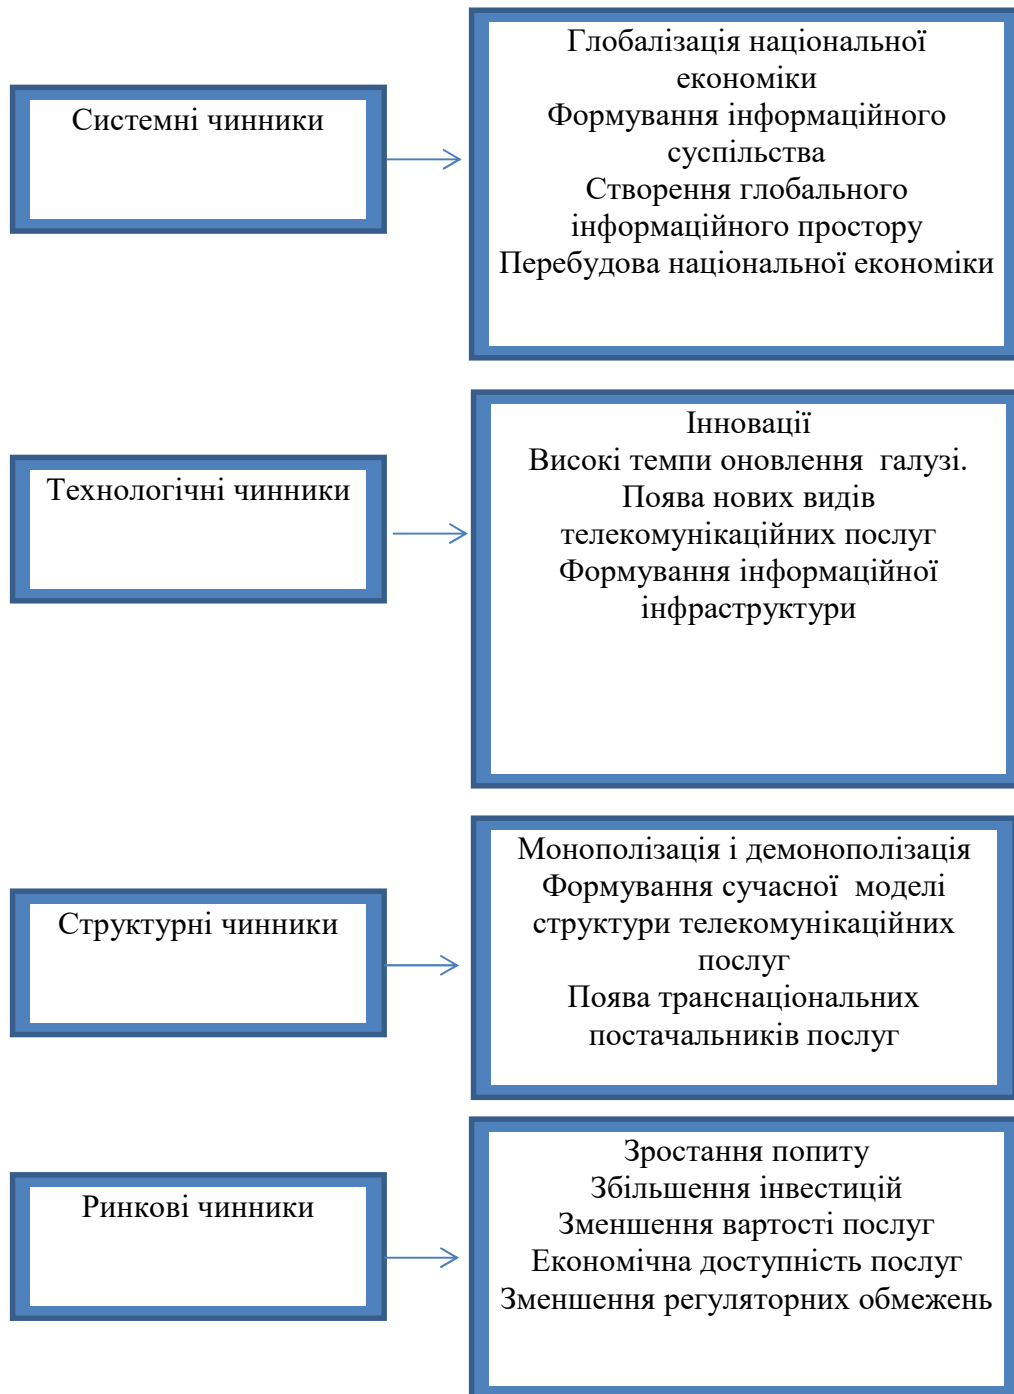 Системні чинники
Глобалізація національної
економіки
Формування інформаційного
суспільства
Створення глобального
інформаційного простору
Перебудова національної економіки
Технологічні чинники
Інновації
Високі темпи оновлення  галузі.
Поява нових видів
телекомунікаційних послуг
Формування інформаційної
інфраструктури
Структурні чинники
Монополізація і демонополізація
Формування сучасної  моделі
структури телекомунікаційних
послуг
Поява транснаціональних
постачальників послуг
Ринкові чинники
Зростання попиту
Збільшення інвестицій
Зменшення вартості послуг
Економічна доступність послуг
Зменшення регуляторних обмежень